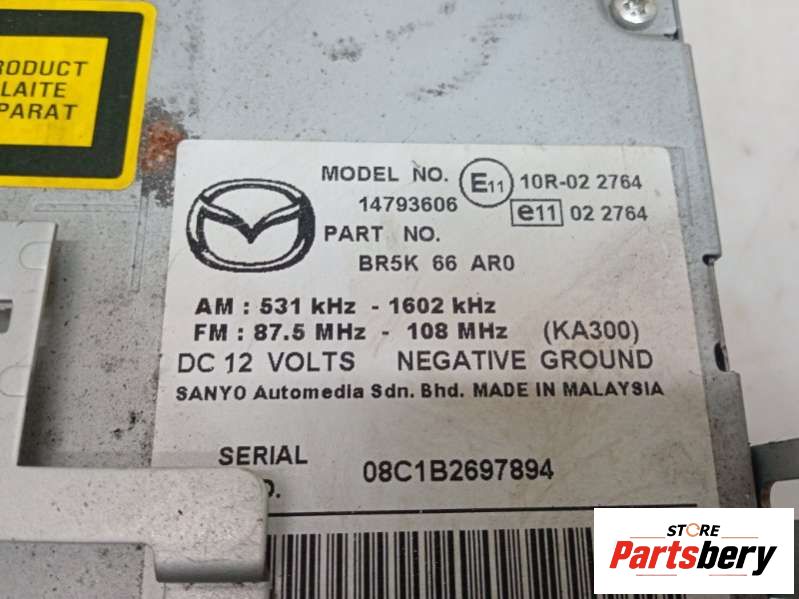 RODUCT
LAITE
PARAT
MODEL NO. E11 10R-02 2764
14793606 e11 02 2764
PART NO.
BR5K 66 AR0
AM : 531 kHz - 1602 kHz
FM : 87.5 MHz - 108 MHz (KA300)
DC 12 VOLTS NEGATIVE GROUND
SANYO Automedia Sdn. Bhd. MADE IN MALAYSIA
SERIAL 08C1B2697894
O.
STORE
Partsbery